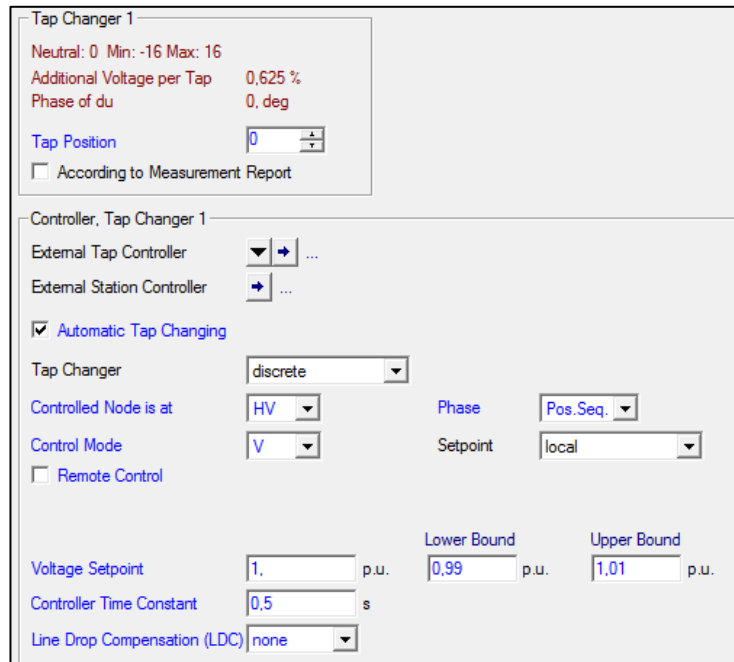 Tap Changer 1
Neutral: 0 Min: -16 Max: 16
Additional Voltage per Tap 0,625 %
Phase of du 0, deg
Tap Position 0
According to Measurement Report
Controller, Tap Changer 1
External Tap Controller ...
External Station Controller ...
Automatic Tap Changing
Tap Changer discrete
Controlled Node is at HV Phase Pos.Seq.
Control Mode V Setpoint local
Remote Control
Lower Bound Upper Bound
Voltage Setpoint 1, p.u. 0,99 p.u. 1,01 p.u.
Controller Time Constant 0,5 s
Line Drop Compensation (LDC) none